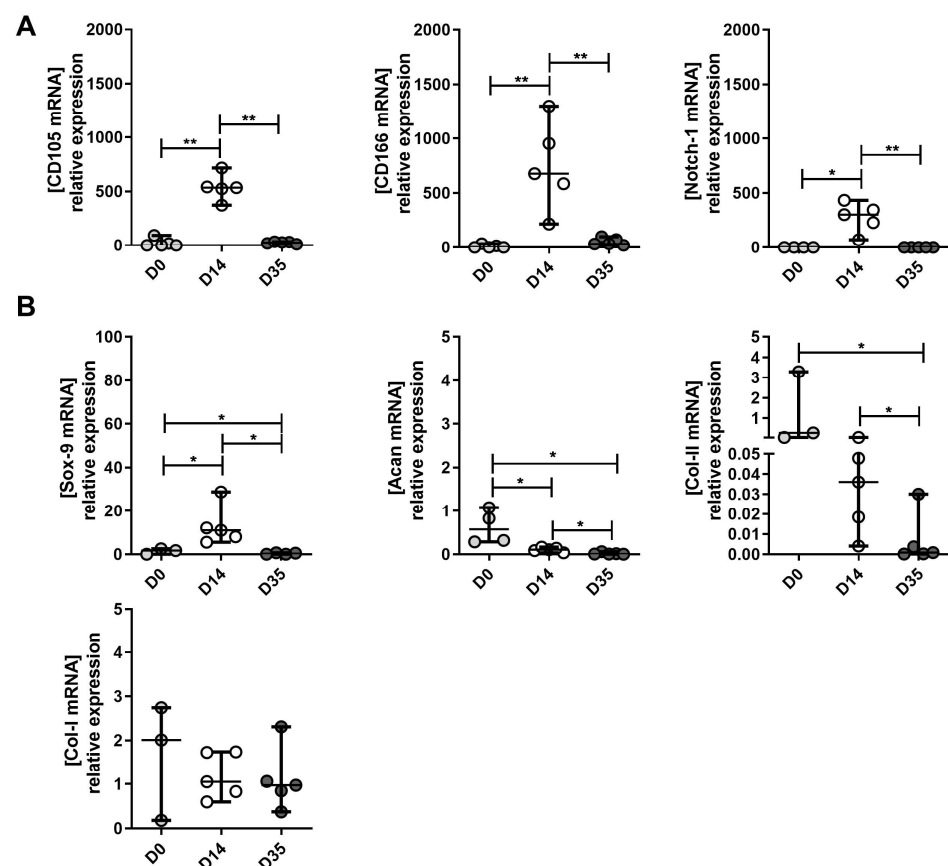 A
[CD105 mRNA]
relative expression
2000
1500
1000
500
0
**
**
D0
D14
D35
[CD166 mRNA]
relative expression
2000
1500
1000
500
0
**
**
D0
D14
D35
[Notch-1 mRNA]
relative expression
2000
1500
1000
500
0
*
**
D0
D14
D35
B
[Sox-9 mRNA]
relative expression
100
80
60
40
20
0
*
*
*
D0
D14
D35
[Acan mRNA]
relative expression
5
4
3
2
1
0
*
*
*
D0
D14
D35
[Col-II mRNA]
relative expression
5
4
3
2
1
0.05
0.04
0.03
0.02
0.01
0.00
*
*
D0
D14
D35
[Col-I mRNA]
relative expression
5
4
3
2
1
0
D0
D14
D35